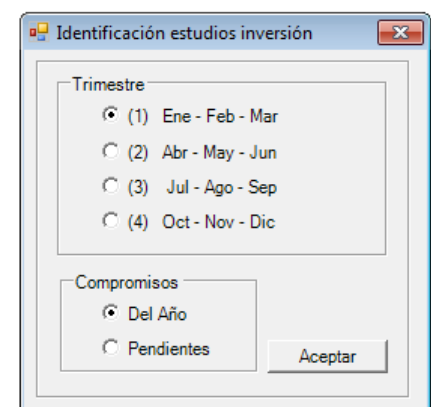 Identificación estudios inversión
Trimestre
(1) Ene - Feb - Mar
(2) Abr - May - Jun
(3) Jul - Ago - Sep
(4) Oct - Nov - Dic
Compromisos
Del Año
Pendientes
Aceptar